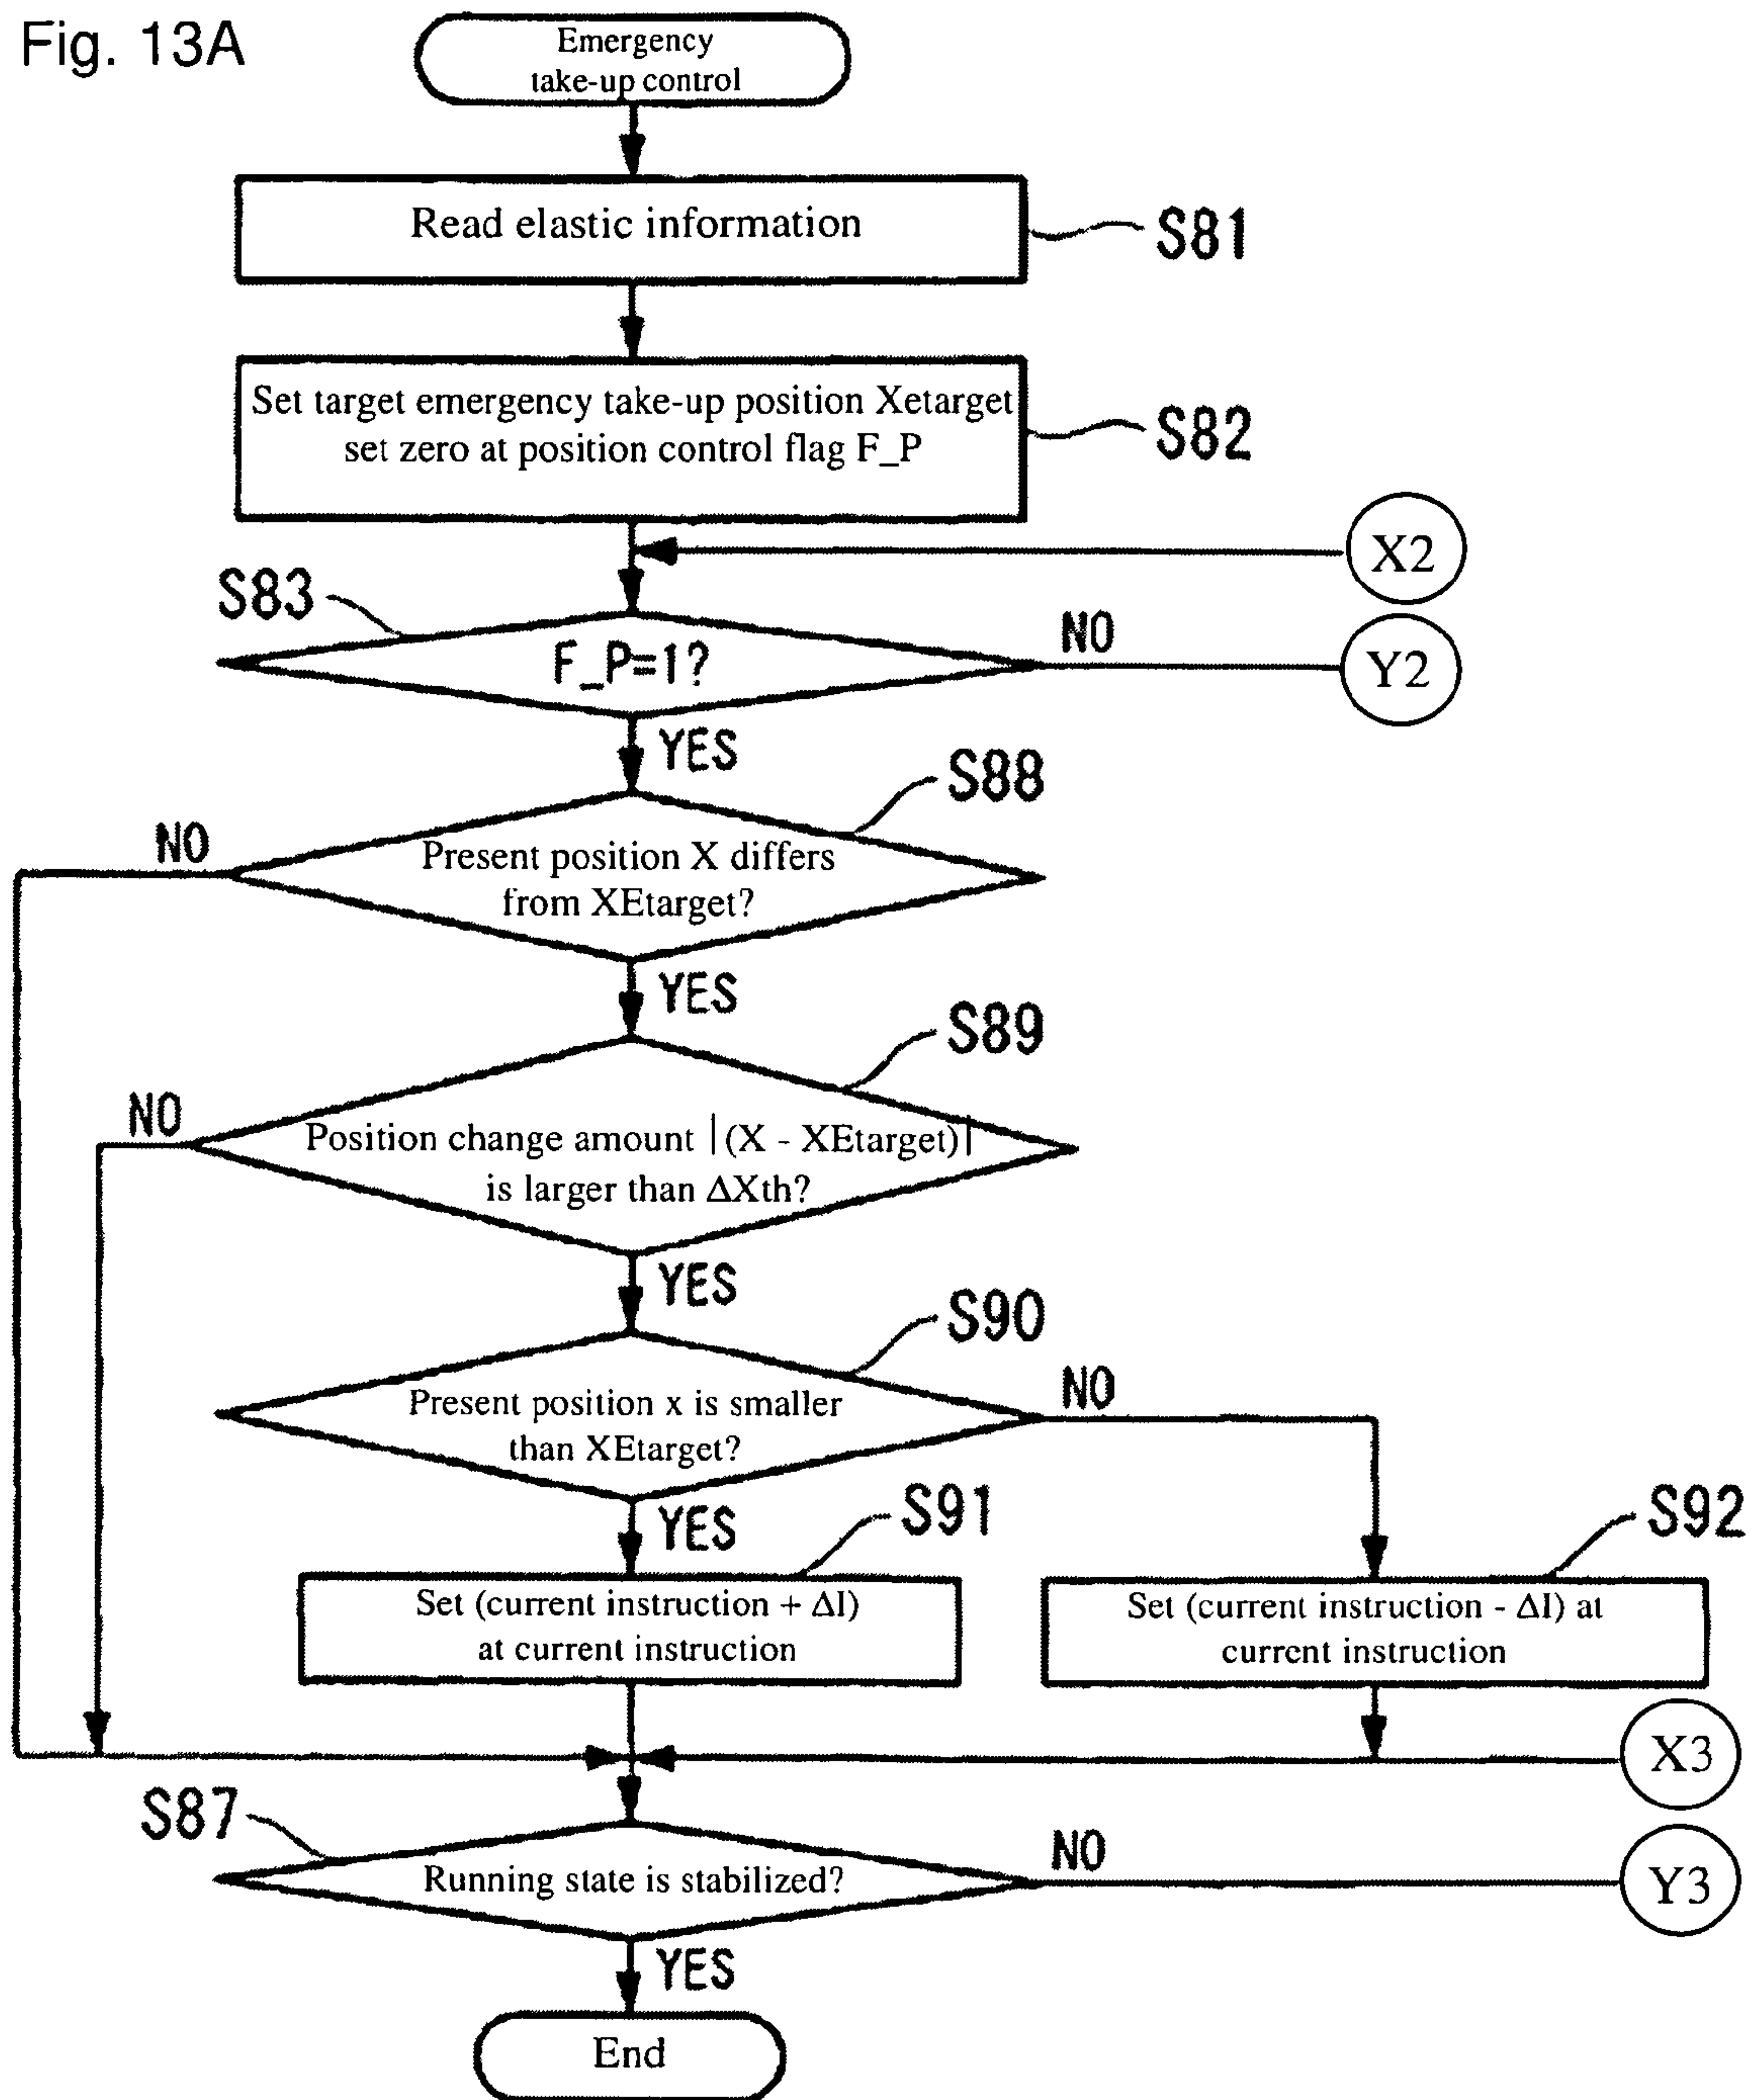 Fig. 13A
Emergency
take-up control
Read elastic information
S81
Set target emergency take-up position Xetarget
set zero at position control flag F_P
S82
X2
S83
F_P=1?
NO
Y2
YES
S88
NO
Present position X differs
from XEtarget?
YES
S89
NO
Position change amount |(X - XEtarget)|
is larger than ΔXth?
YES
S90
Present position x is smaller
than XEtarget?
NO
YES
S91
S92
Set (current instruction + ΔI)
at current instruction
Set (current instruction - ΔI) at
current instruction
X3
S87
Running state is stabilized?
NO
Y3
YES
End